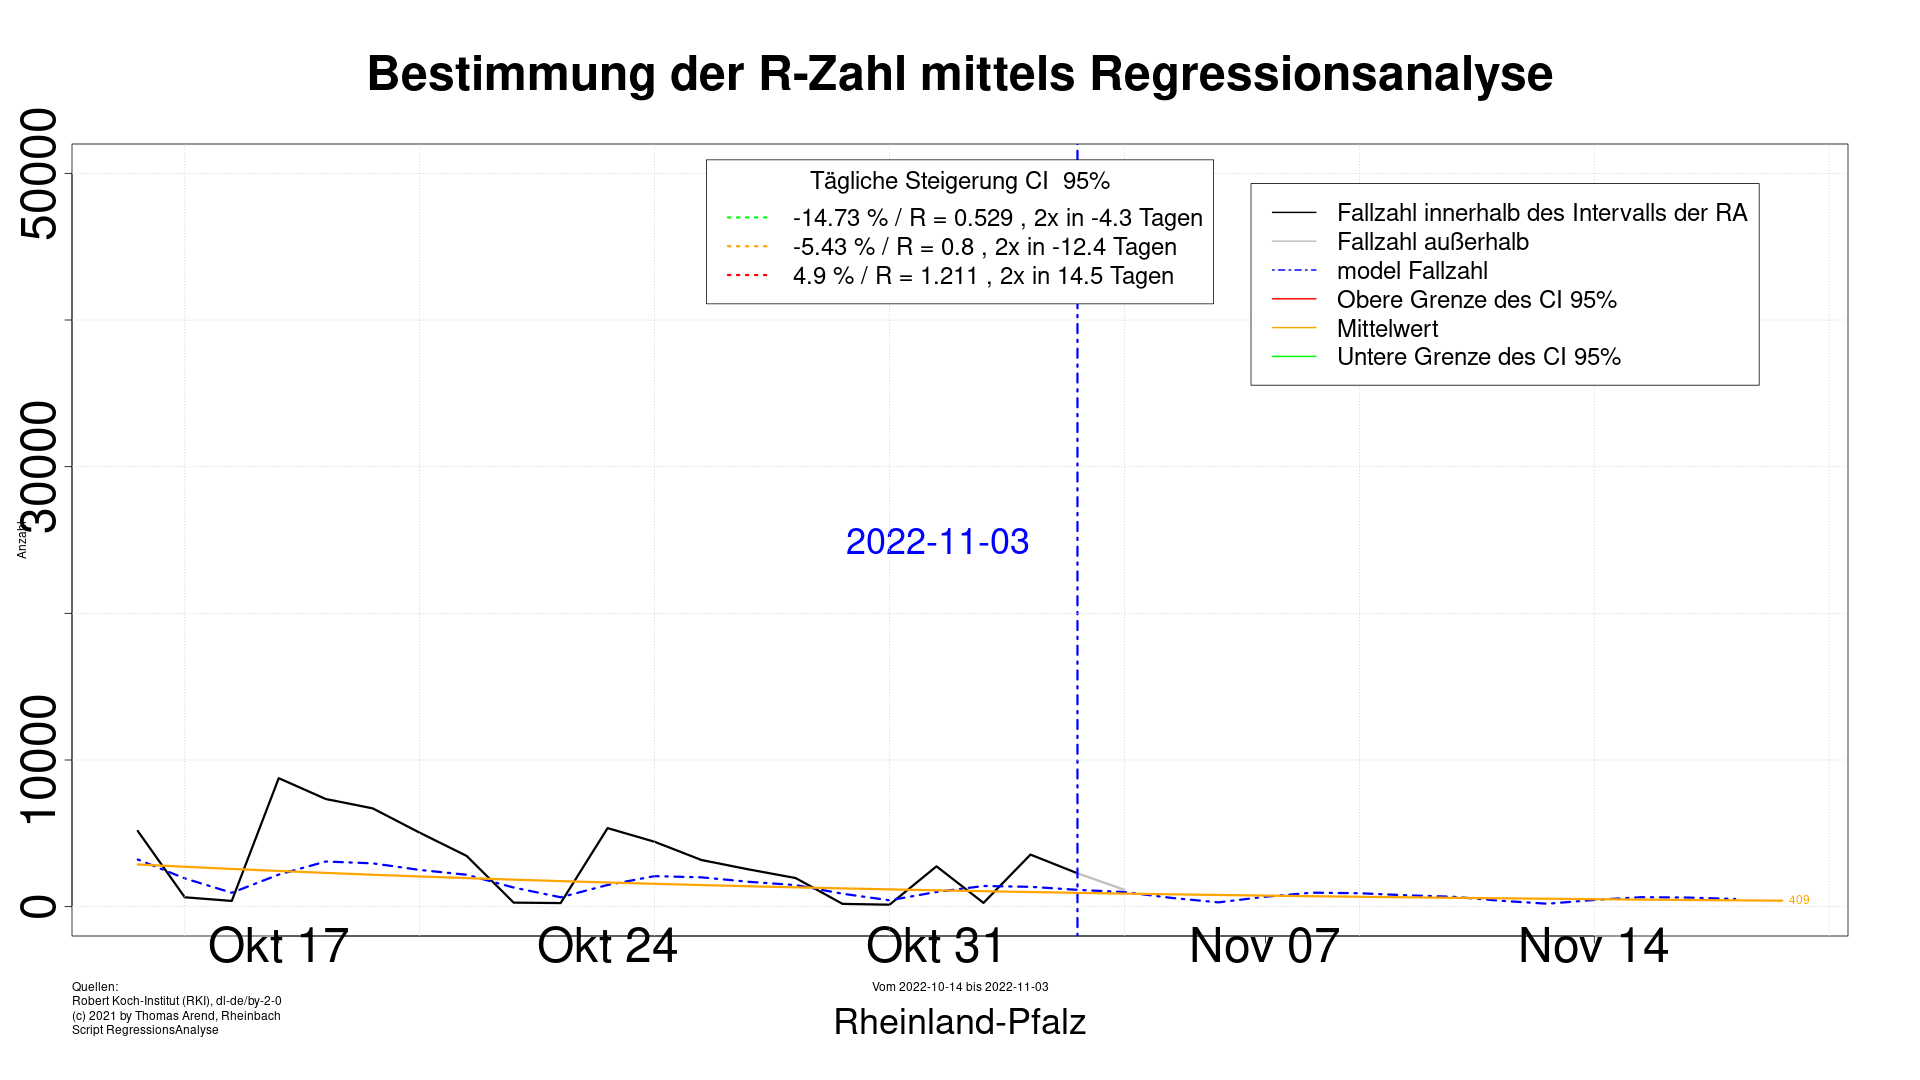 Bestimmung der R-Zahl mittels Regressionsanalyse
Tägliche Steigerung CI  95%
-14.73 % / R = 0.529 , 2x in -4.3 Tagen
-5.43 % / R = 0.8 , 2x in -12.4 Tagen
4.9 % / R = 1.211 , 2x in 14.5 Tagen
Fallzahl innerhalb des Intervalls der RA
Fallzahl außerhalb
model Fallzahl
Obere Grenze des CI 95%
Mittelwert
Untere Grenze des CI 95%
50000
30000
10000
0
Anzahl
2022-11-03
409
Okt 17
Okt 24
Okt 31
Nov 07
Nov 14
Quellen:
Robert Koch-Institut (RKI), dl-de/by-2-0
(c) 2021 by Thomas Arend, Rheinbach
Script RegressionsAnalyse
Vom 2022-10-14 bis 2022-11-03
Rheinland-Pfalz